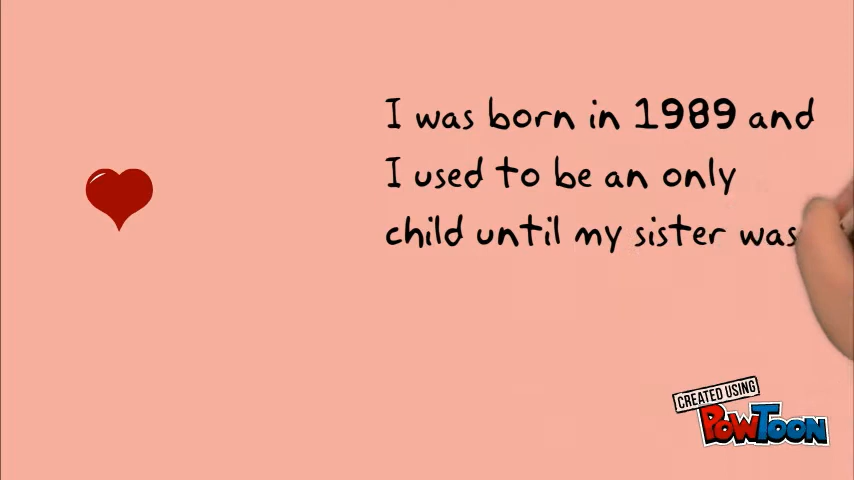 I was born in 1989 and
I used to be an only
child until my sister was
CREATED USING
POWTOON